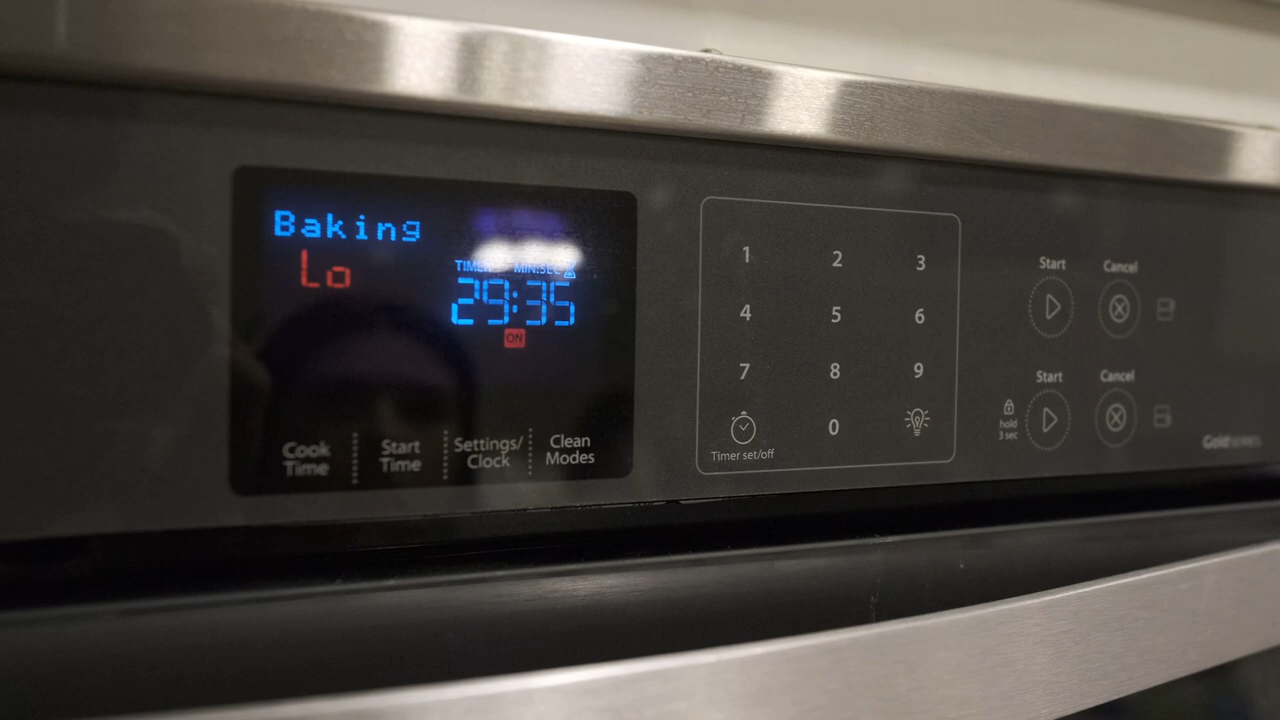 Baking
Lo
TIMER MIN:SEC
29:35
ON
Cook Time
Start Time
Settings/ Clock
Clean Modes
1 2 3
4 5 6
7 8 9
0
Timer set/off
Start Cancel
Start Cancel
hold
3 sec
Gold SERIES